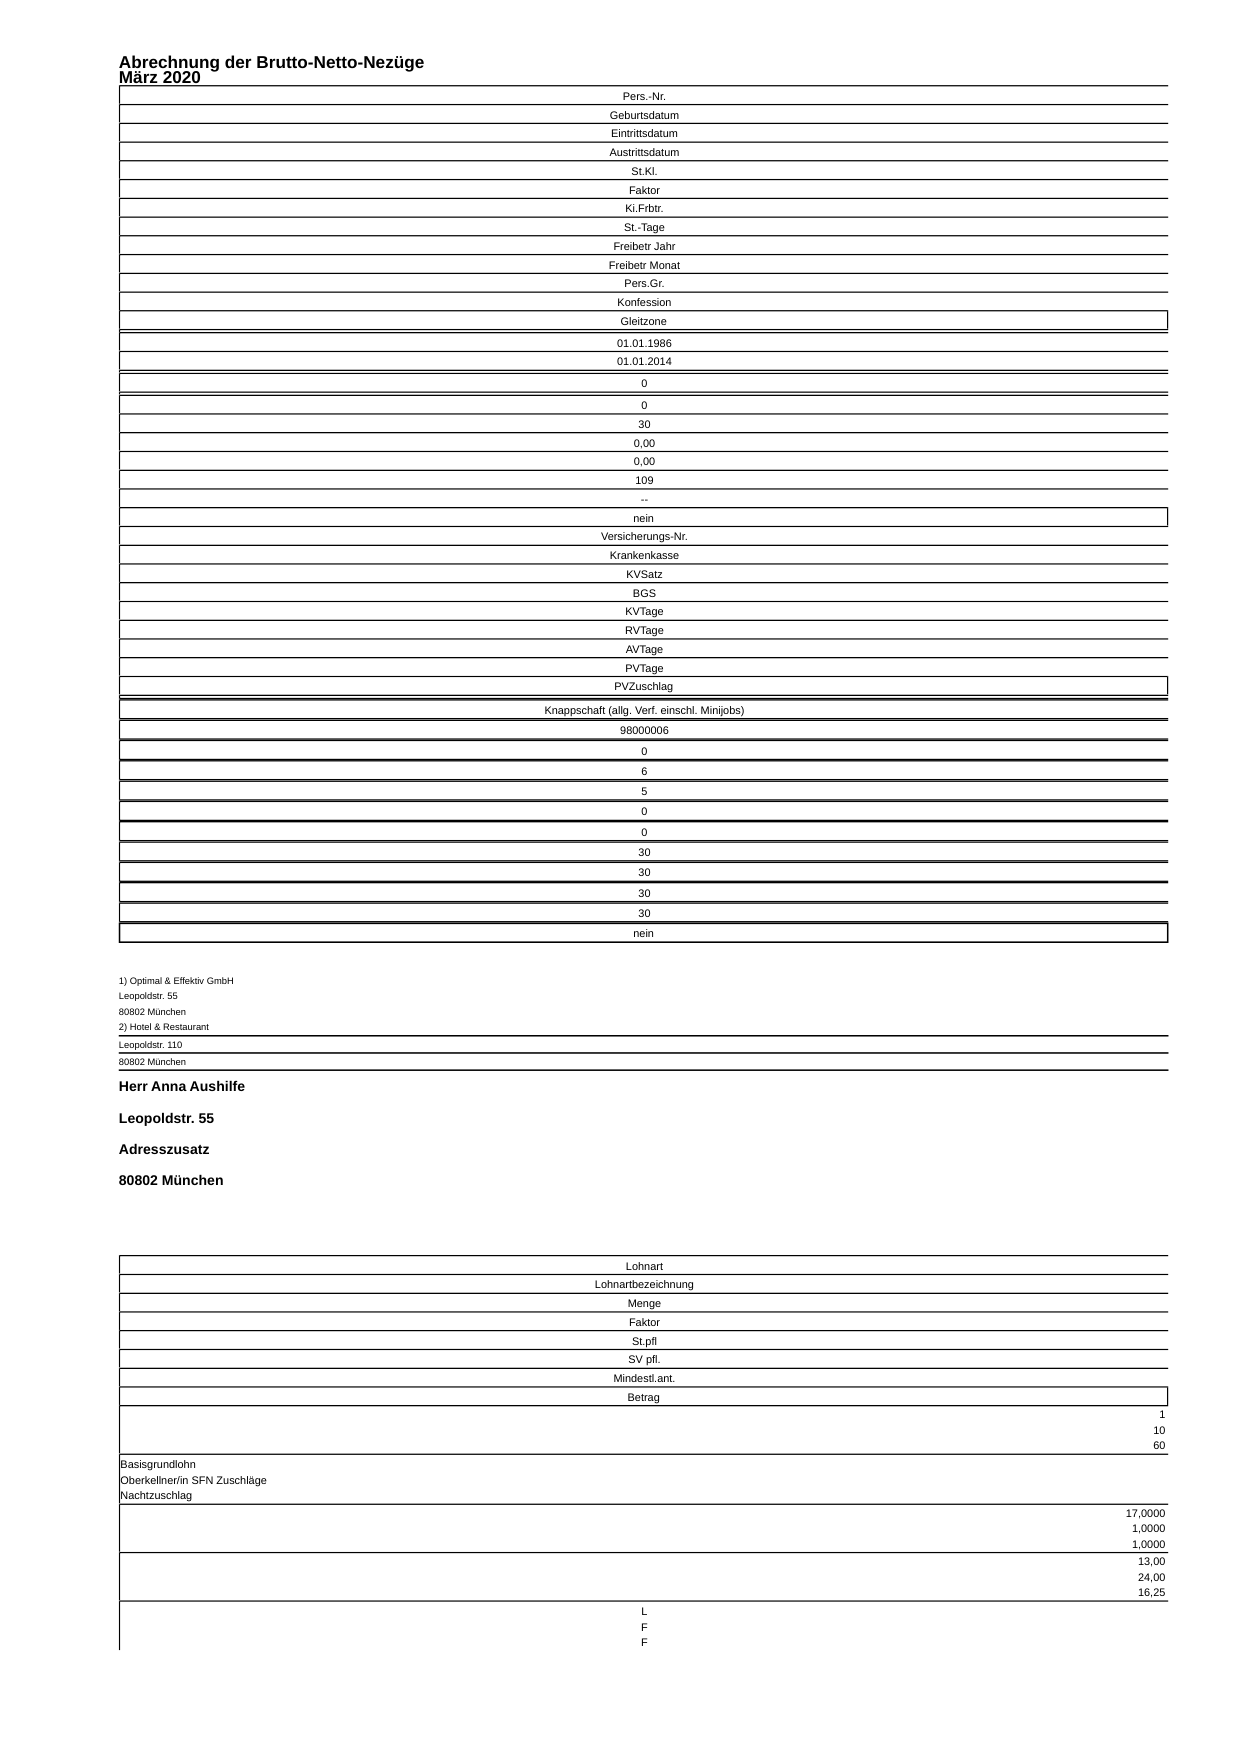 Abrechnung der Brutto-Netto-Nezüge
März 2020
Pers.-Nr.
Geburtsdatum
Eintrittsdatum
Austrittsdatum
St.Kl.
Faktor
Ki.Frbtr.
St.-Tage
Freibetr Jahr
Freibetr Monat
Pers.Gr.
Konfession
Gleitzone
01.01.1986
01.01.2014
0
0
30
0,00
0,00
109
--
nein
Versicherungs-Nr.
Krankenkasse
KVSatz
BGS
KVTage
RVTage
AVTage
PVTage
PVZuschlag
Knappschaft (allg. Verf. einschl. Minijobs)
98000006
0
6
5
0
0
30
30
30
30
nein
1) Optimal & Effektiv GmbH
Leopoldstr. 55
80802 München
2) Hotel & Restaurant
Leopoldstr. 110
80802 München
Herr Anna Aushilfe
Leopoldstr. 55
Adresszusatz
80802 München
Lohnart
Lohnartbezeichnung
Menge
Faktor
St.pfl
SV pfl.
Mindestl.ant.
Betrag
1
10
60
Basisgrundlohn
Oberkellner/in SFN Zuschläge
Nachtzuschlag
17,0000
1,0000
1,0000
13,00
24,00
16,25
L
F
F